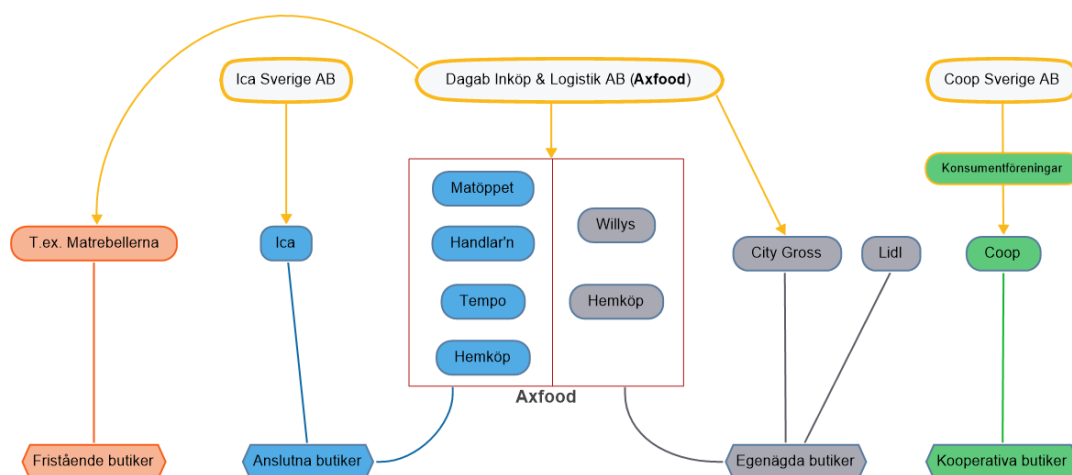 Ica Sverige AB
Dagab Inköp & Logistik AB (Axfood)
Coop Sverige AB
Konsumentföreningar
Matöppet
Handlar'n
Tempo
Hemköp
Willys
Hemköp
Axfood
T.ex. Matrebellerna
Ica
City Gross
Lidl
Coop
Fristående butiker
Anslutna butiker
Egenägda butiker
Kooperativa butiker